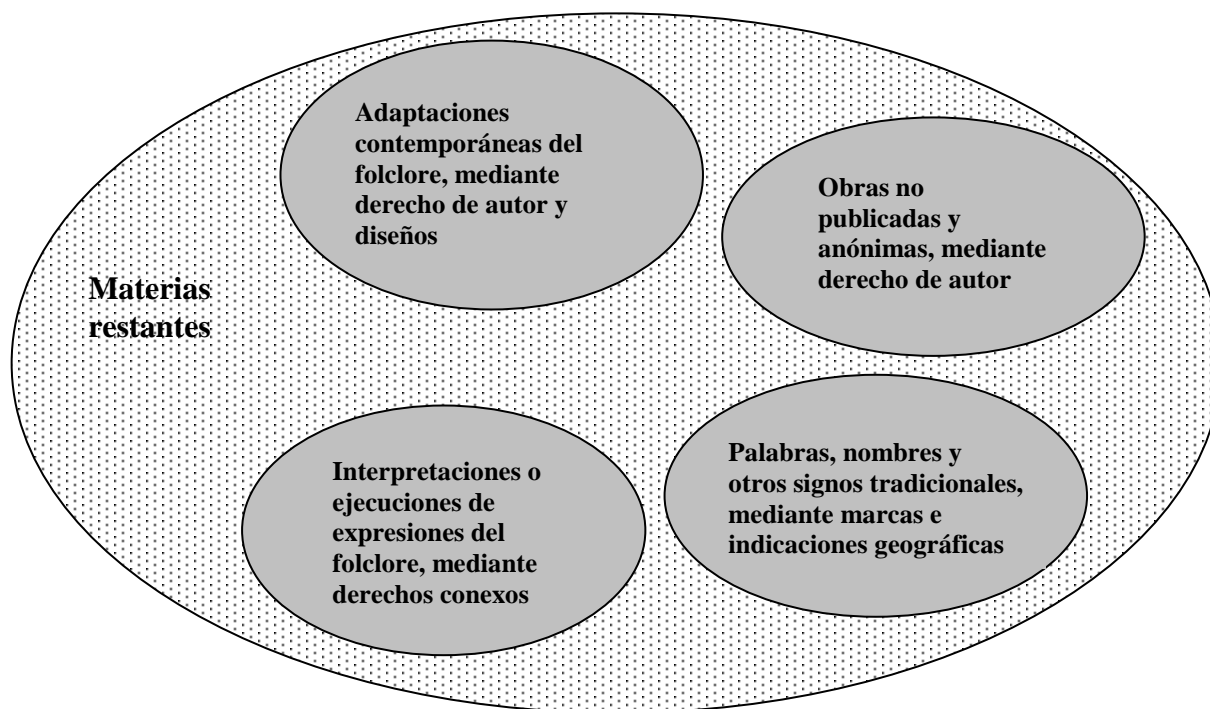 Adaptaciones
contemporáneas del
folclore, mediante
derecho de autor y
diseños
Obras no
publicadas y
anónimas, mediante
derecho de autor
Materias
restantes
Interpretaciones o
ejecuciones de
expresiones del
folclore, mediante
derechos conexos
Palabras, nombres y
otros signos tradicionales,
mediante marcas e
indicaciones geográficas